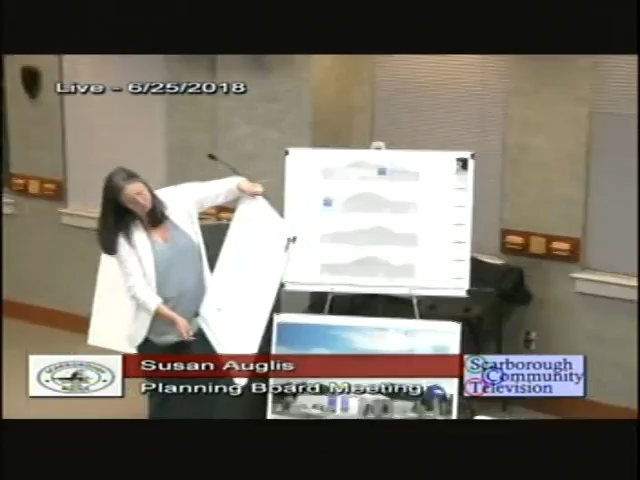 Live - 6/25/2018
Susan Auglis
Planning Board Meeting
Scarborough
Community
Television